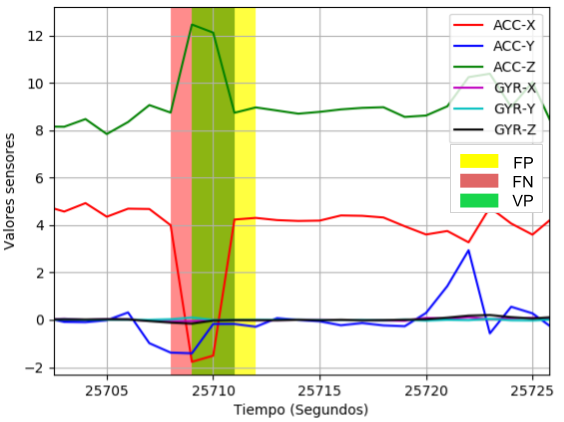 12
10
8
6
4
2
0
−2
Valores sensores
25705
25710
25715
25720
25725
Tiempo (Segundos)
ACC-X
ACC-Y
ACC-Z
GYR-X
GYR-Y
GYR-Z
FP
FN
VP